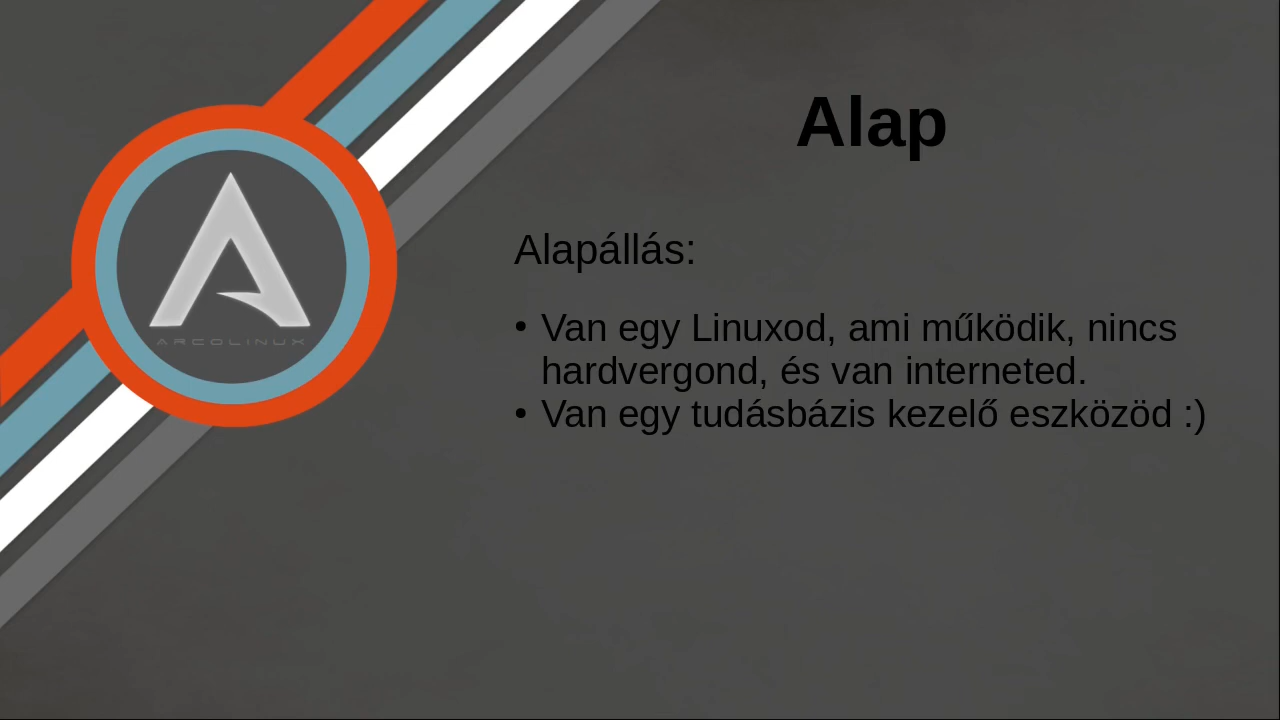 Alap
Alapállás:
• Van egy Linuxod, ami működik, nincs
hardvergond, és van interneted.
• Van egy tudásbázis kezelő eszközöd :)
ARCOLINUX